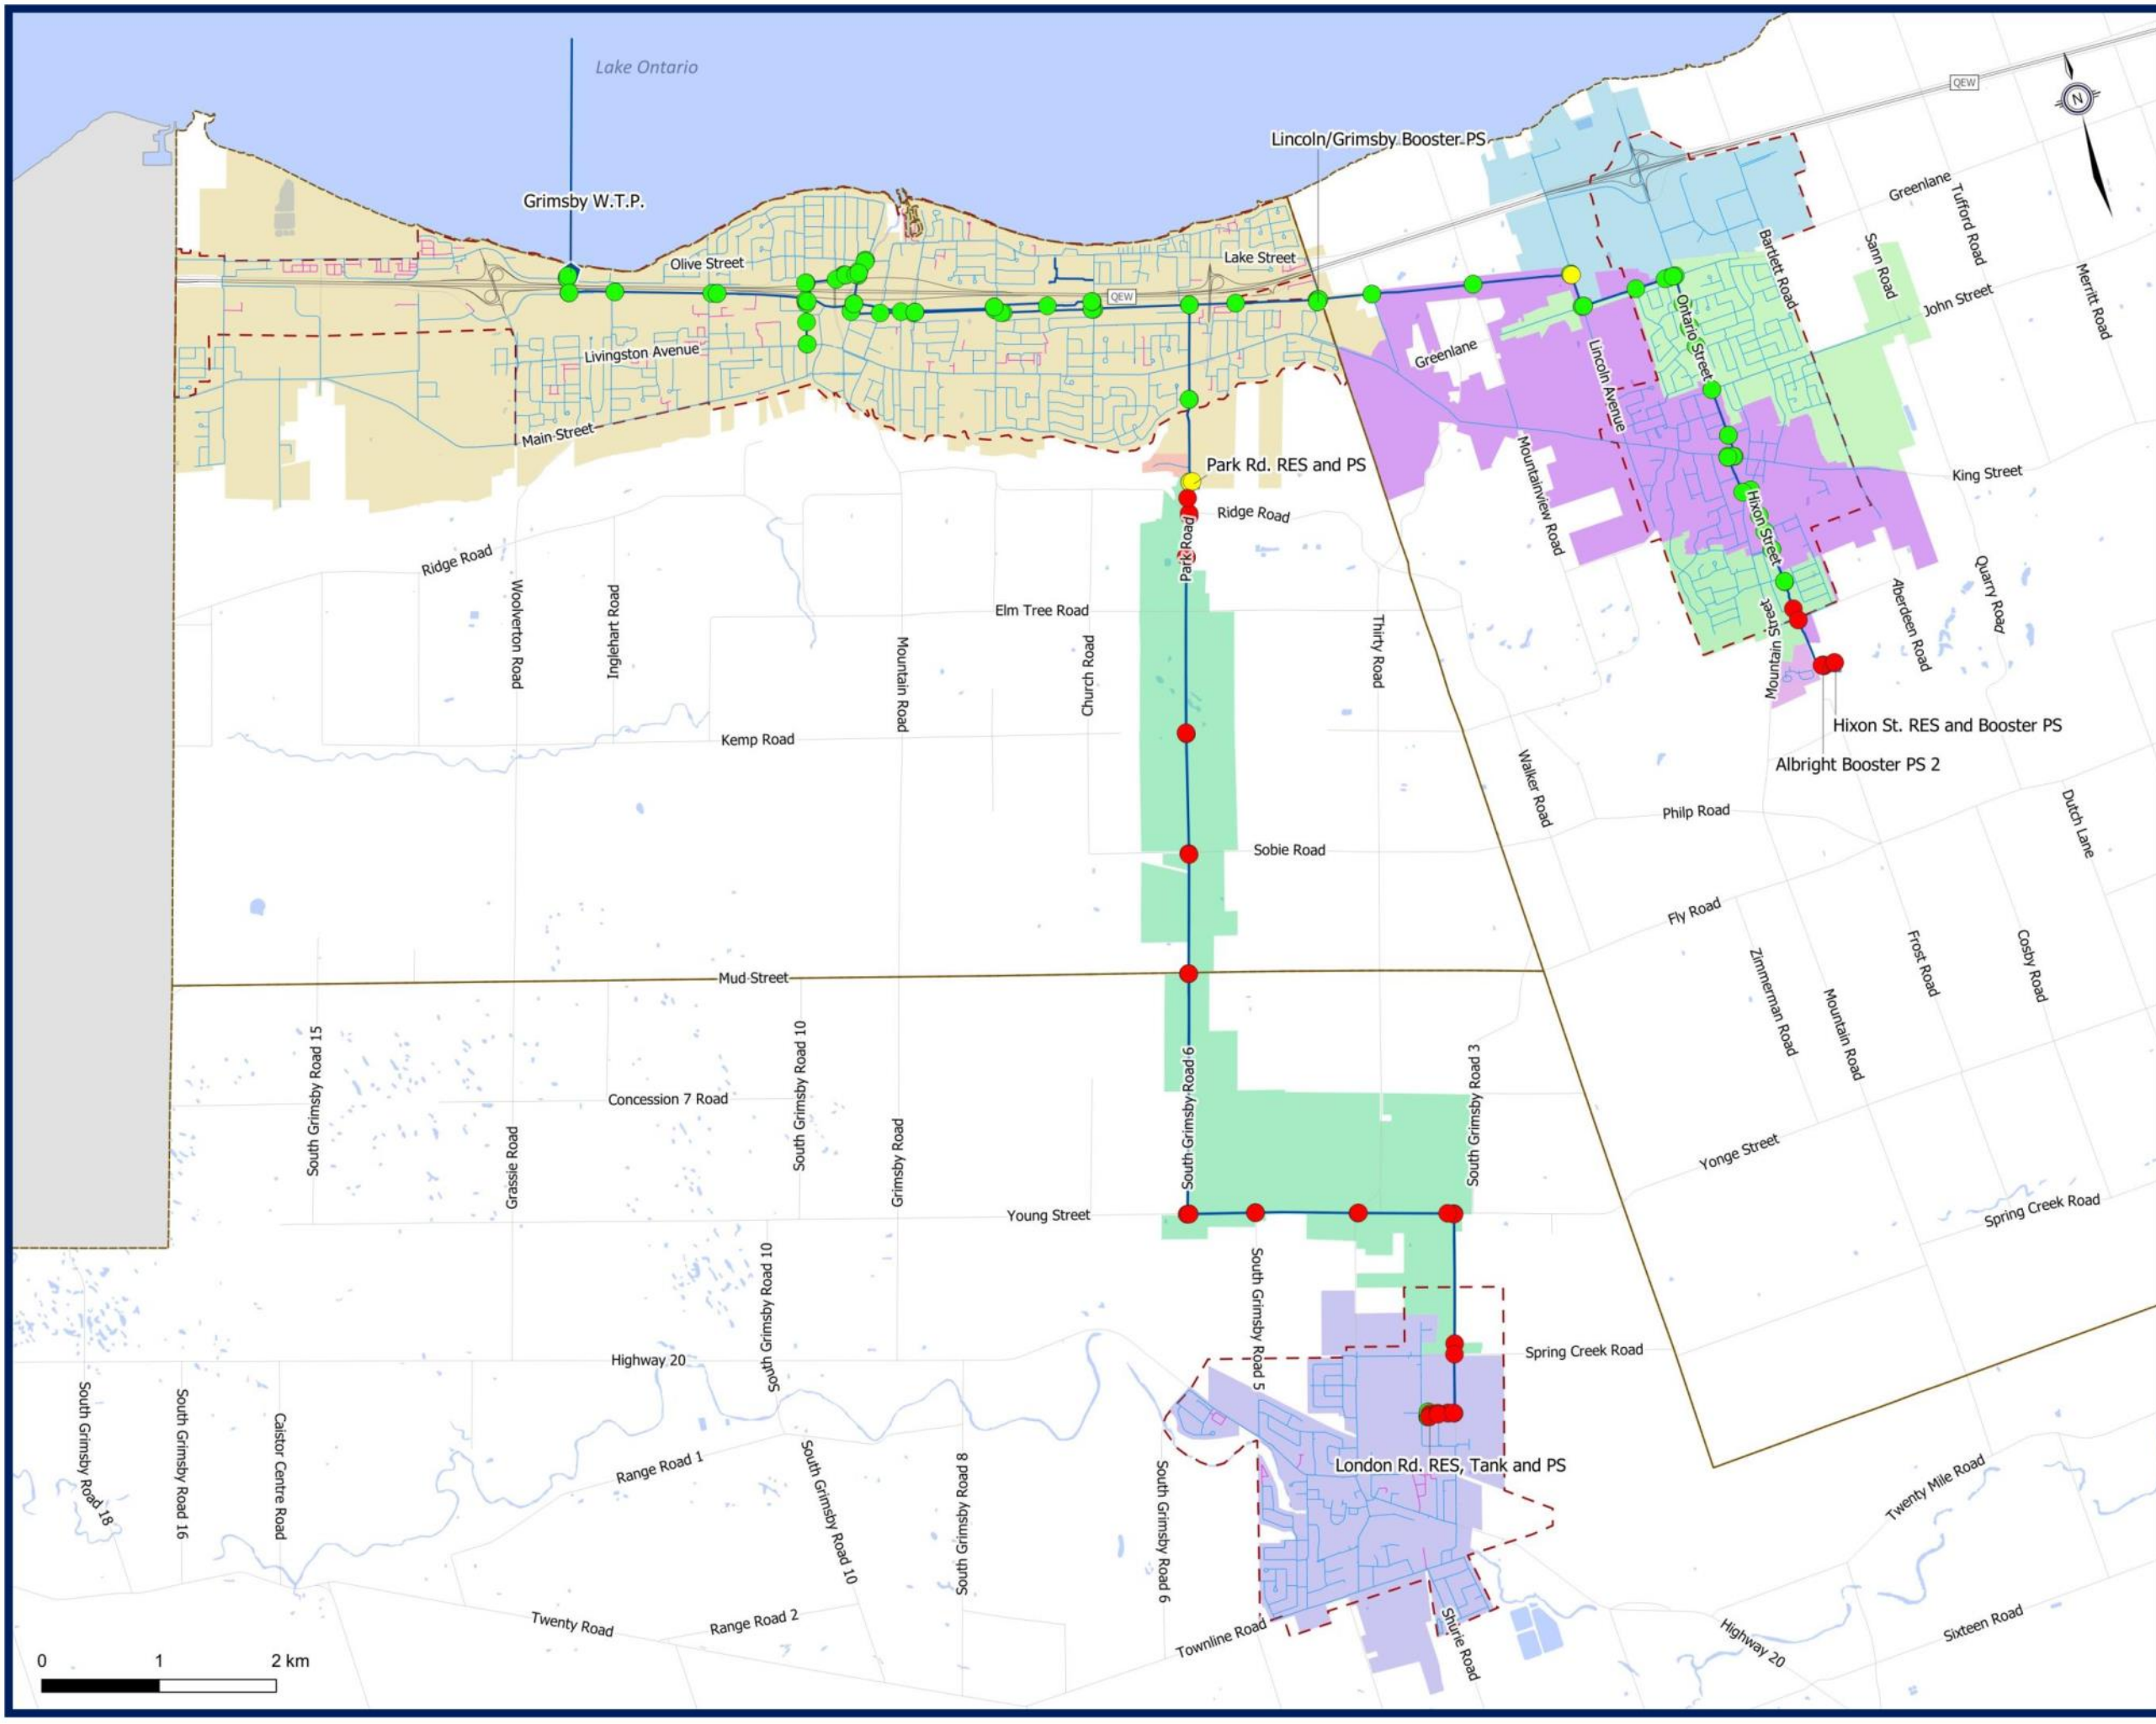 Lake Ontario
QEW
N
Lincoln/Grimsby Booster PS
Grimsby W.T.P.
Greenlane
Tufford Road
Olive Street
Lake Street
Bartlett Road
Sann Road
Merritt Road
QEW
John Street
Ontario Street
Livingston Avenue
Greenlane
Lincoln Avenue
Main Street
Mountainview Road
Park Rd. RES and PS
King Street
Ridge Road
Hixon Street
Park Road
Ridge Road
Woolverton Road
Inglehart Road
Elm Tree Road
Mountain Road
Church Road
Thirty Road
Mountain Street
Aberdeen Road
Quarry Road
Kemp Road
Hixon St. RES and Booster PS
Albright Booster PS 2
Walker Road
Philp Road
Dutch Lane
Sobie Road
Fly Road
Mud Street
Zimmerman Road
Mountain Road
Frost Road
Cosby Road
South Grimsby Road 15
South Grimsby Road 10
South Grimsby Road 6
South Grimsby Road 3
Concession 7 Road
Grassie Road
Grimsby Road
Yonge Street
Young Street
Spring Creek Road
South Grimsby Road 10
South Grimsby Road 5
Highway 20
Spring Creek Road
South Grimsby Road 18
South Grimsby Road 16
Caistor Centre Road
Range Road 1
South Grimsby Road 10
South Grimsby Road 8
South Grimsby Road 6
London Rd. RES, Tank and PS
Twenty Mile Road
Twenty Road
Range Road 2
Townline Road
Shurie Road
Highway 20
Sixteen Road
0 1 2 km